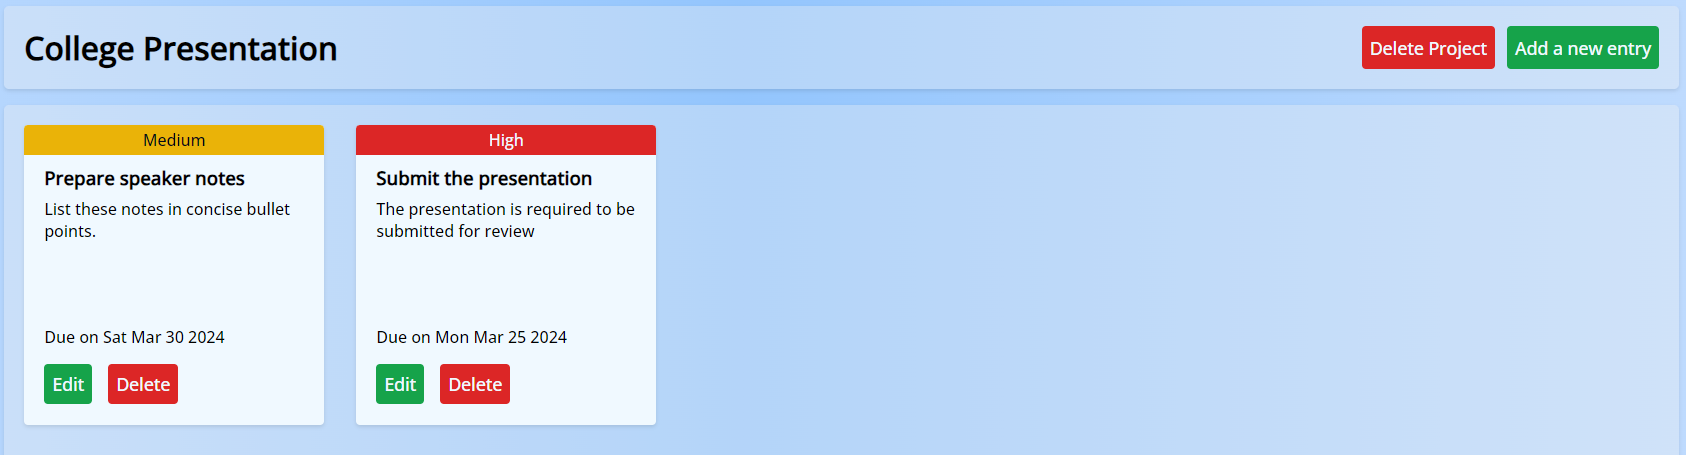 College Presentation
Delete Project
Add a new entry
Medium
Prepare speaker notes
List these notes in concise bullet
points.
Due on Sat Mar 30 2024
Edit
Delete
High
Submit the presentation
The presentation is required to be
submitted for review
Due on Mon Mar 25 2024
Edit
Delete